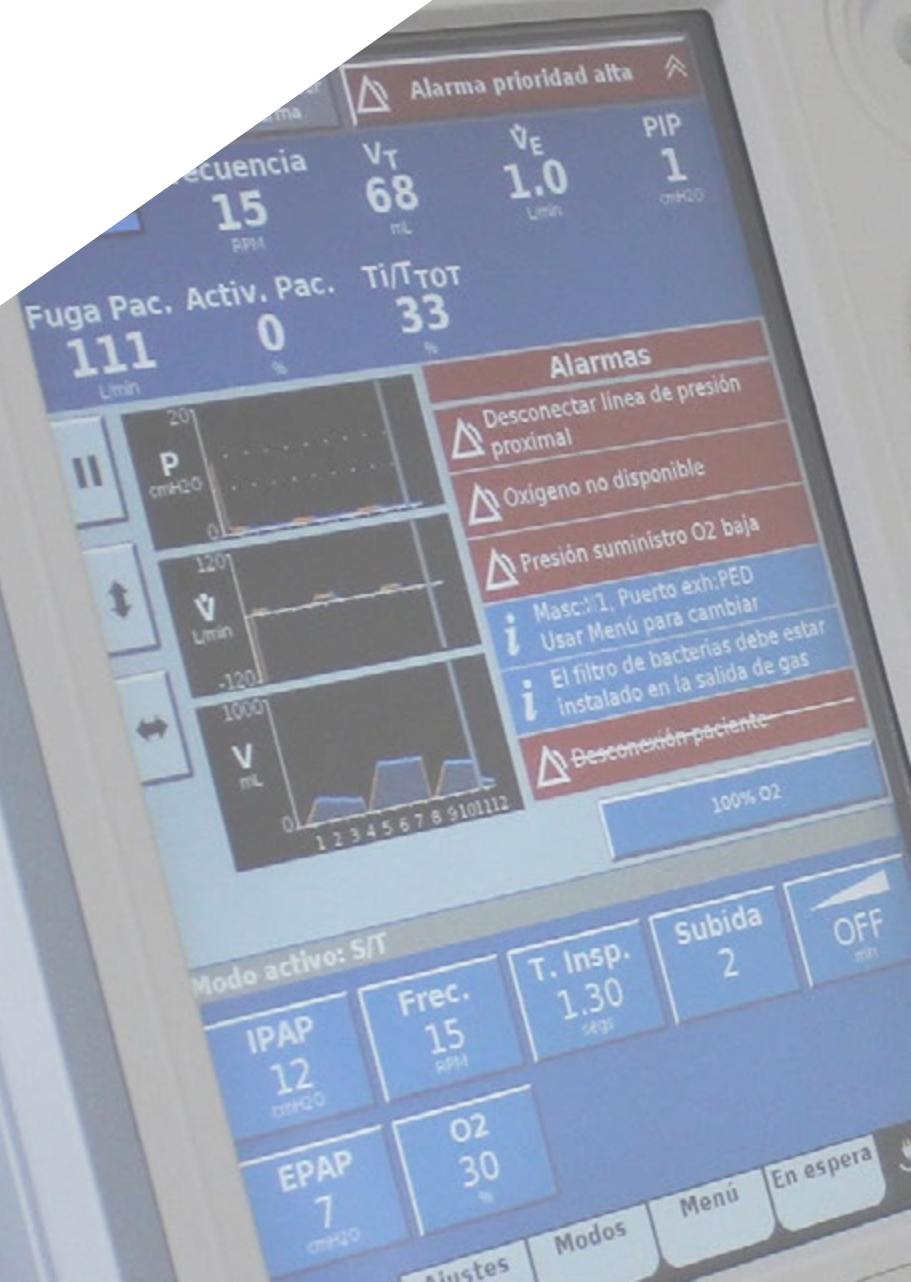 Alarma prioridad alta
ecuencia
15
RPM
VT
68
mL
V̇E
1.0
L/min
PIP
1
cmH2O
Fuga Pac.
111
L/min
Activ. Pac.
0
%
Ti/TTOT
33
%
20
P
cmH2O
0
120
V̇
L/min
-120
1000
V
mL
0
1 2 3 4 5 6 7 8 9 10 11 12
Alarmas
Desconectar línea de presión
proximal
Oxígeno no disponible
Presión suministro O2 baja
Masc: 1, Puerto exh:PED
Usar Menú para cambiar
El filtro de bacterias debe estar
instalado en la salida de gas
Desconexión paciente
100% O2
Modo activo: S/T
IPAP
12
cmH2O
Frec.
15
RPM
T. Insp.
1.30
segs
Subida
2
OFF
min
EPAP
7
cmH2O
O2
30
%
Ajustes
Modos
Menú
En espera